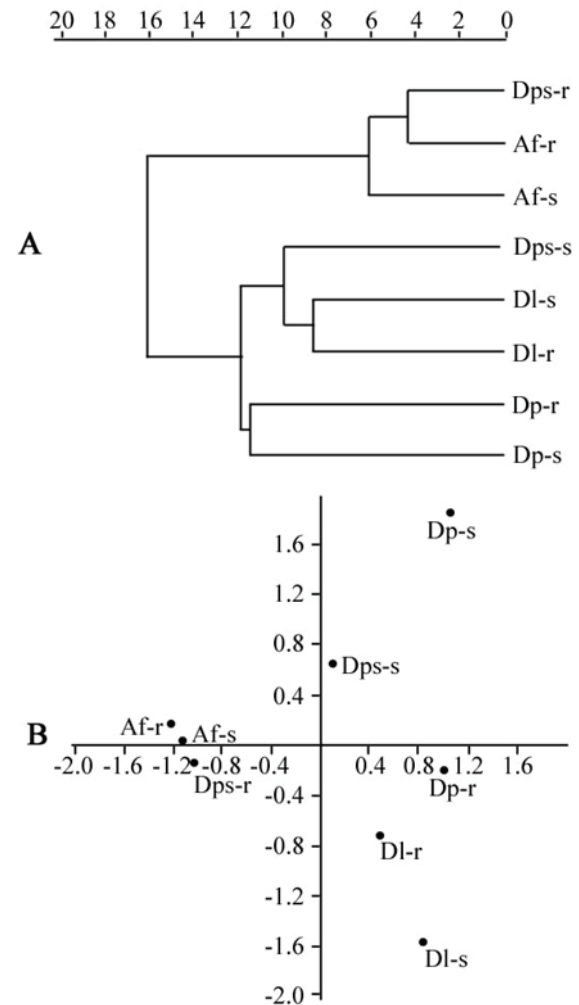 20 18 16 14 12 10 8 6 4 2 0
Dps-r
Af-r
Af-s
A
Dps-s
Dl-s
Dl-r
Dp-r
Dp-s
Dp-s
1.6
1.2
0.8
Dps-s
0.4
Af-r
Af-s
B
-2.0 -1.6 -1.2 -0.8 -0.4 0.4 0.8 1.2 1.6
Dps-r
Dp-r
-0.4
-0.8
Dl-r
-1.2
-1.6
Dl-s
-2.0